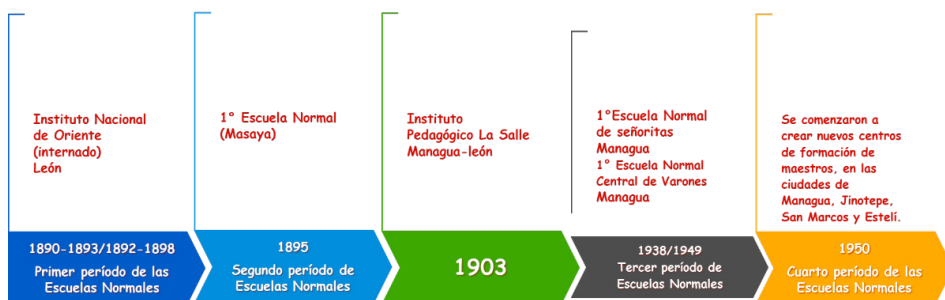 Instituto Nacional
de Oriente
(internado)
León
1890-1893/1892-1898
Primer período de las
Escuelas Normales
1° Escuela Normal
(Masaya)
1895
Segundo período de
Escuelas Normales
Instituto
Pedagógico La Salle
Managua-león
1903
1°Escuela Normal
de señoritas
Managua
1° Escuela Normal
Central de Varones
Managua
1938/1949
Tercer período de
Escuelas Normales
Se comenzaron a
crear nuevos centros
de formación de
maestros, en las
ciudades de
Managua, Jinotepe,
San Marcos y Estelí.
1950
Cuarto período de las
Escuelas Normales